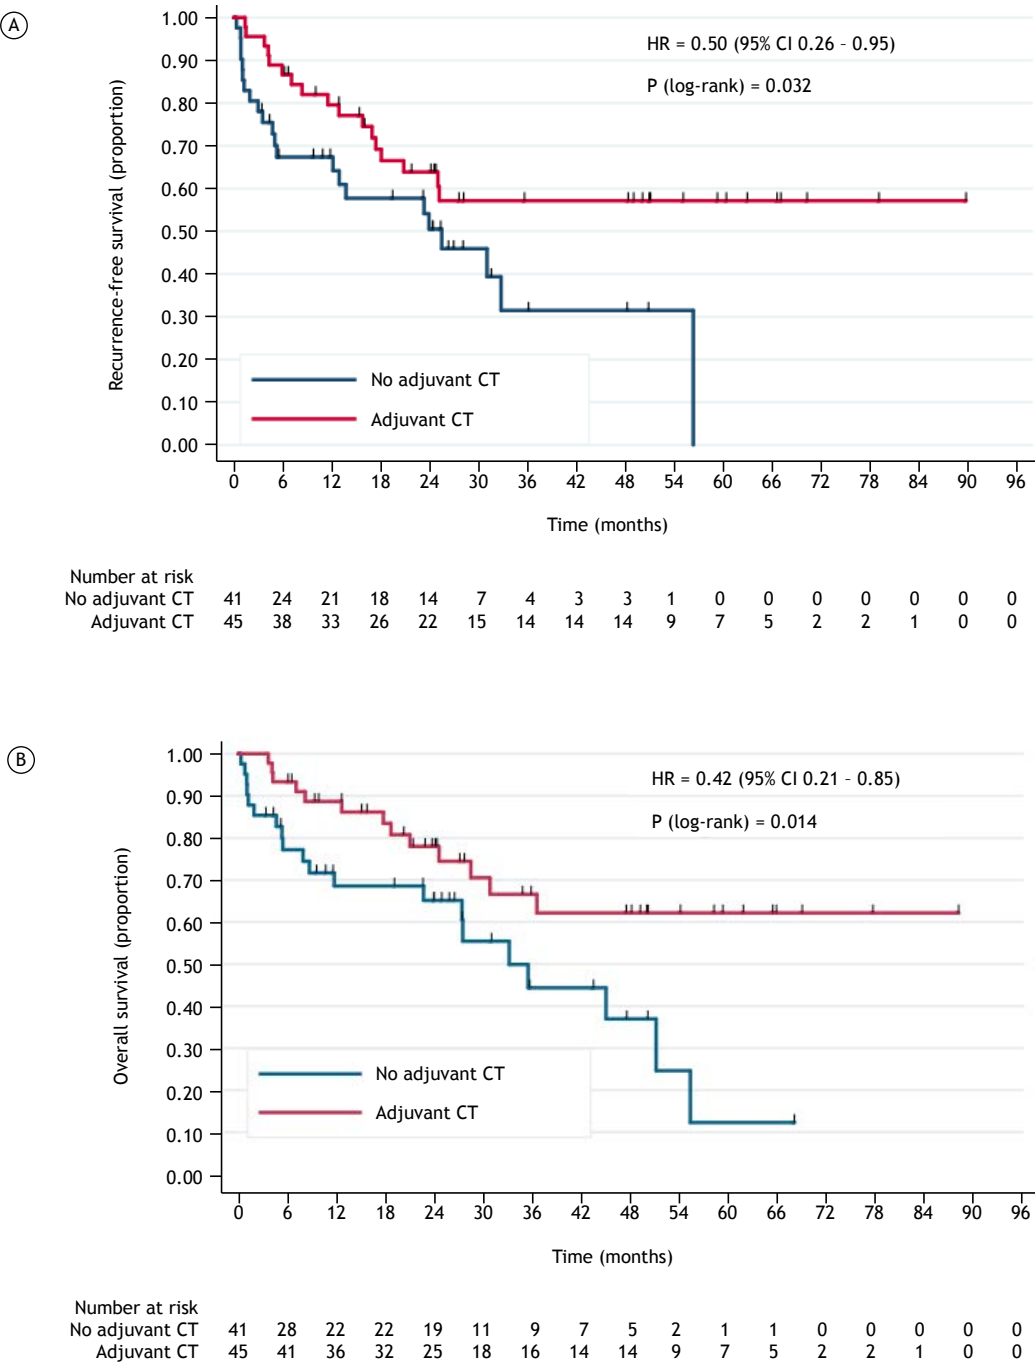 A
1.00
HR = 0.50 (95% CI 0.26 - 0.95)
0.90
P (log-rank) = 0.032
0.80
0.70
0.60
0.50
0.40
0.30
0.20
0.10
0.00
Recurrence-free survival (proportion)
No adjuvant CT
Adjuvant CT
0 6 12 18 24 30 36 42 48 54 60 66 72 78 84 90 96
Time (months)
Number at risk
No adjuvant CT 41 24 21 18 14 7 4 3 3 1 0 0 0 0 0 0 0
Adjuvant CT 45 38 33 26 22 15 14 14 14 9 7 5 2 2 1 0 0
B
1.00
HR = 0.42 (95% CI 0.21 - 0.85)
0.90
P (log-rank) = 0.014
0.80
0.70
0.60
0.50
0.40
0.30
0.20
0.10
0.00
Overall survival (proportion)
No adjuvant CT
Adjuvant CT
0 6 12 18 24 30 36 42 48 54 60 66 72 78 84 90 96
Time (months)
Number at risk
No adjuvant CT 41 28 22 22 19 11 9 7 5 2 1 1 0 0 0 0 0
Adjuvant CT 45 41 36 32 25 18 16 14 14 9 7 5 2 2 1 0 0